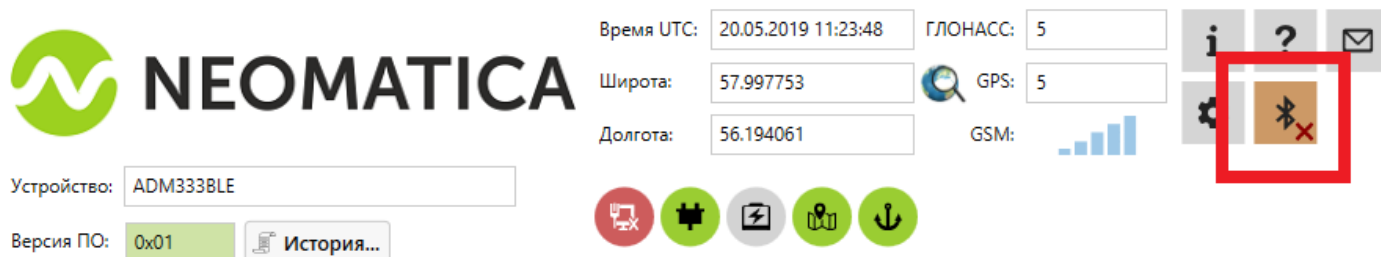 NEOMATICA
Устройство: ADM333BLE
Версия ПО: 0x01 История...
Время UTC: 20.05.2019 11:23:48 ГЛОНАСС: 5
Широта: 57.997753 GPS: 5
Долгота: 56.194061 GSM:
i ?